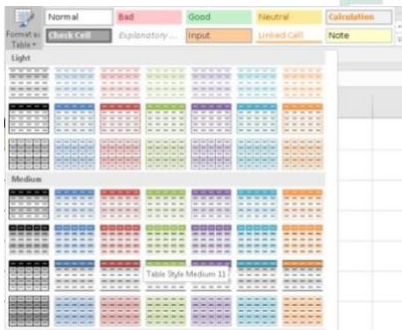 Normal Bad Good Neutral Calculation
Format as Table Check Cell Explanatory ... Input Linked Cell Note
Light
Medium
Table Style Medium 11